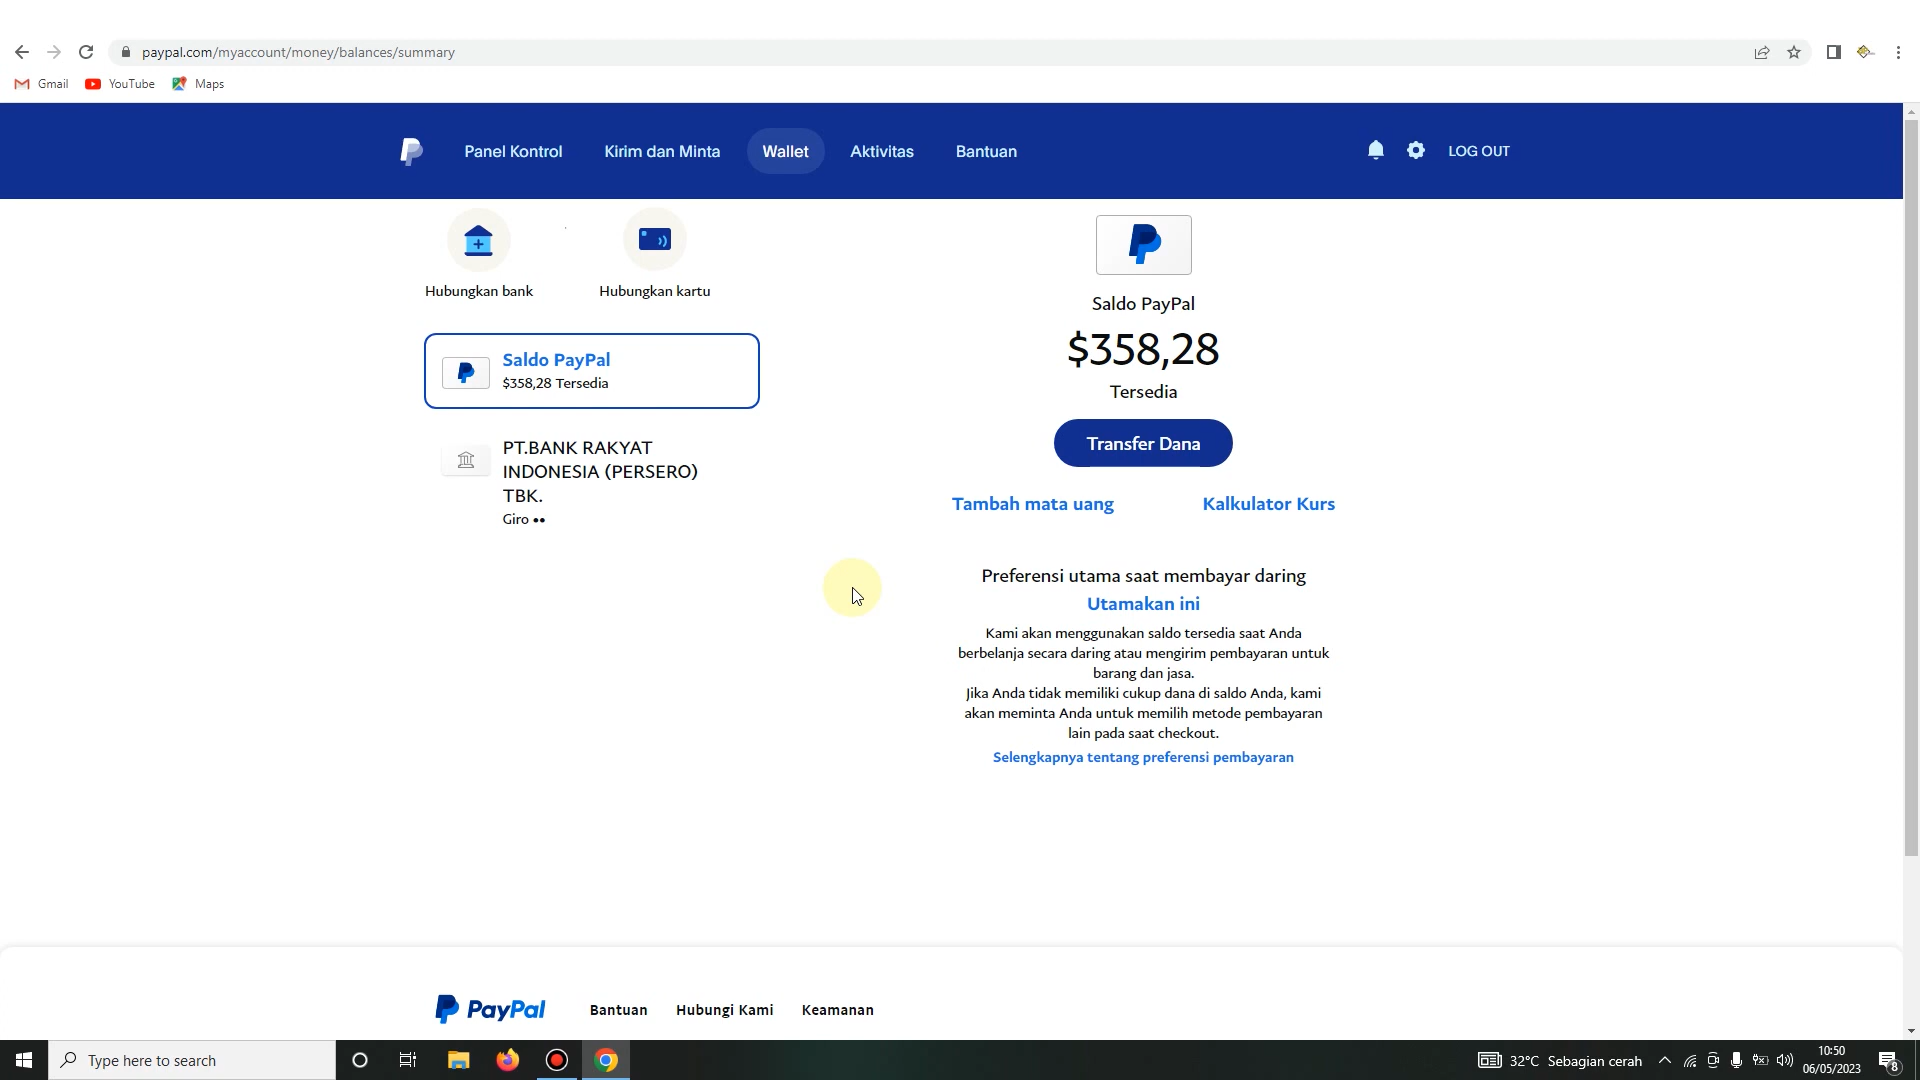 paypal.com/myaccount/money/balances/summary
Gmail YouTube Maps
Panel Kontrol Kirim dan Minta Wallet Aktivitas Bantuan LOG OUT
Hubungkan bank Hubungkan kartu
Saldo PayPal
$358,28 Tersedia
PT.BANK RAKYAT
INDONESIA (PERSERO)
TBK.
Giro ••
Saldo PayPal
$358,28
Tersedia
Transfer Dana
Tambah mata uang Kalkulator Kurs
Preferensi utama saat membayar daring
Utamakan ini
Kami akan menggunakan saldo tersedia saat Anda
berbelanja secara daring atau mengirim pembayaran untuk
barang dan jasa.
Jika Anda tidak memiliki cukup dana di saldo Anda, kami
akan meminta Anda untuk memilih metode pembayaran
lain pada saat checkout.
Selengkapnya tentang preferensi pembayaran
PayPal Bantuan Hubungi Kami Keamanan
Type here to search
32°C Sebagian cerah
10:50
06/05/2023
8